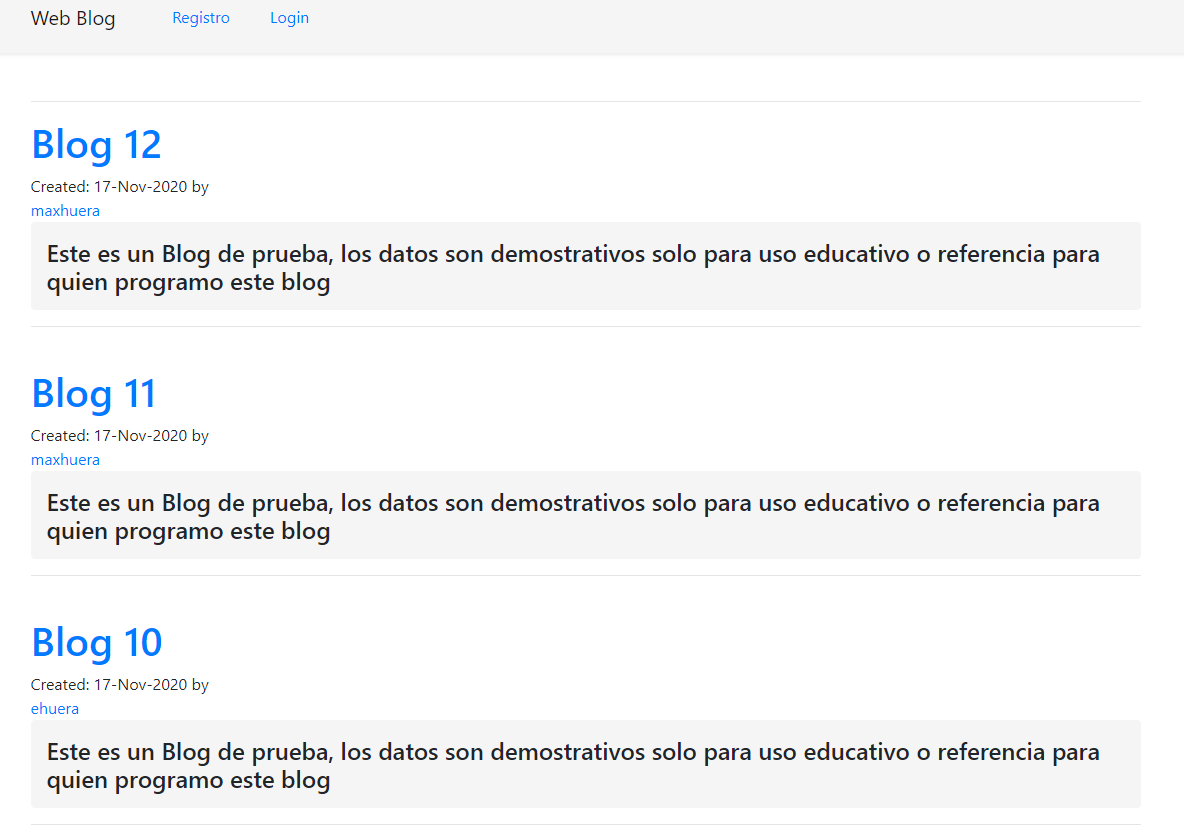 Web Blog Registro Login
Blog 12
Created: 17-Nov-2020 by
maxhuera
Este es un Blog de prueba, los datos son demostrativos solo para uso educativo o referencia para
quien programo este blog
Blog 11
Created: 17-Nov-2020 by
maxhuera
Este es un Blog de prueba, los datos son demostrativos solo para uso educativo o referencia para
quien programo este blog
Blog 10
Created: 17-Nov-2020 by
ehuera
Este es un Blog de prueba, los datos son demostrativos solo para uso educativo o referencia para
quien programo este blog